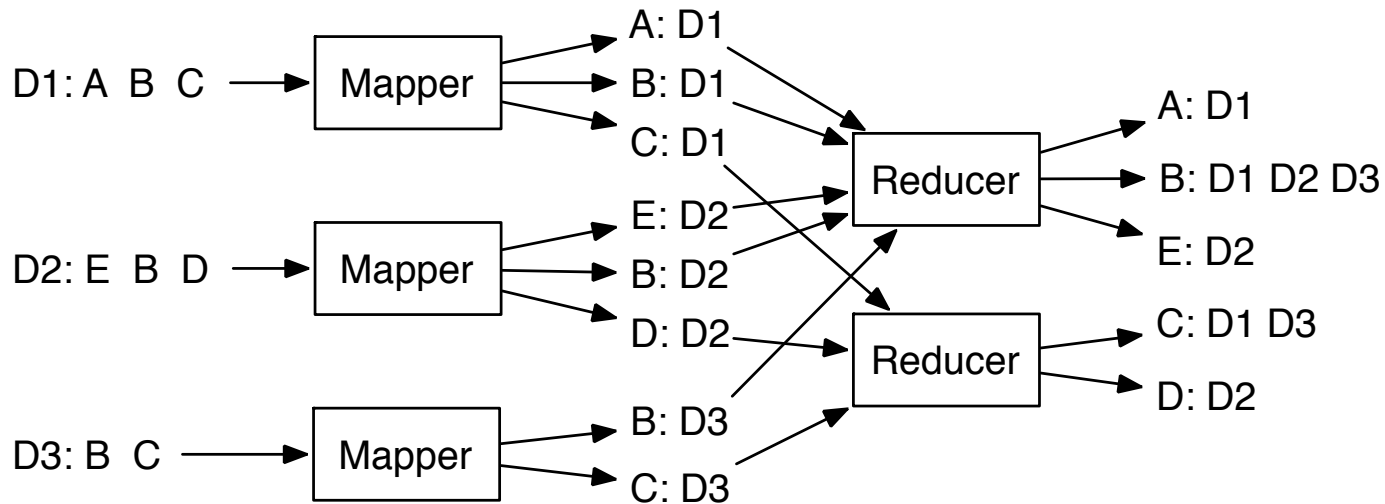 D1: A B C
Mapper
A: D1
B: D1
C: D1
D2: E B D
Mapper
E: D2
B: D2
D: D2
D3: B C
Mapper
B: D3
C: D3
Reducer
A: D1
B: D1 D2 D3
E: D2
Reducer
C: D1 D3
D: D2